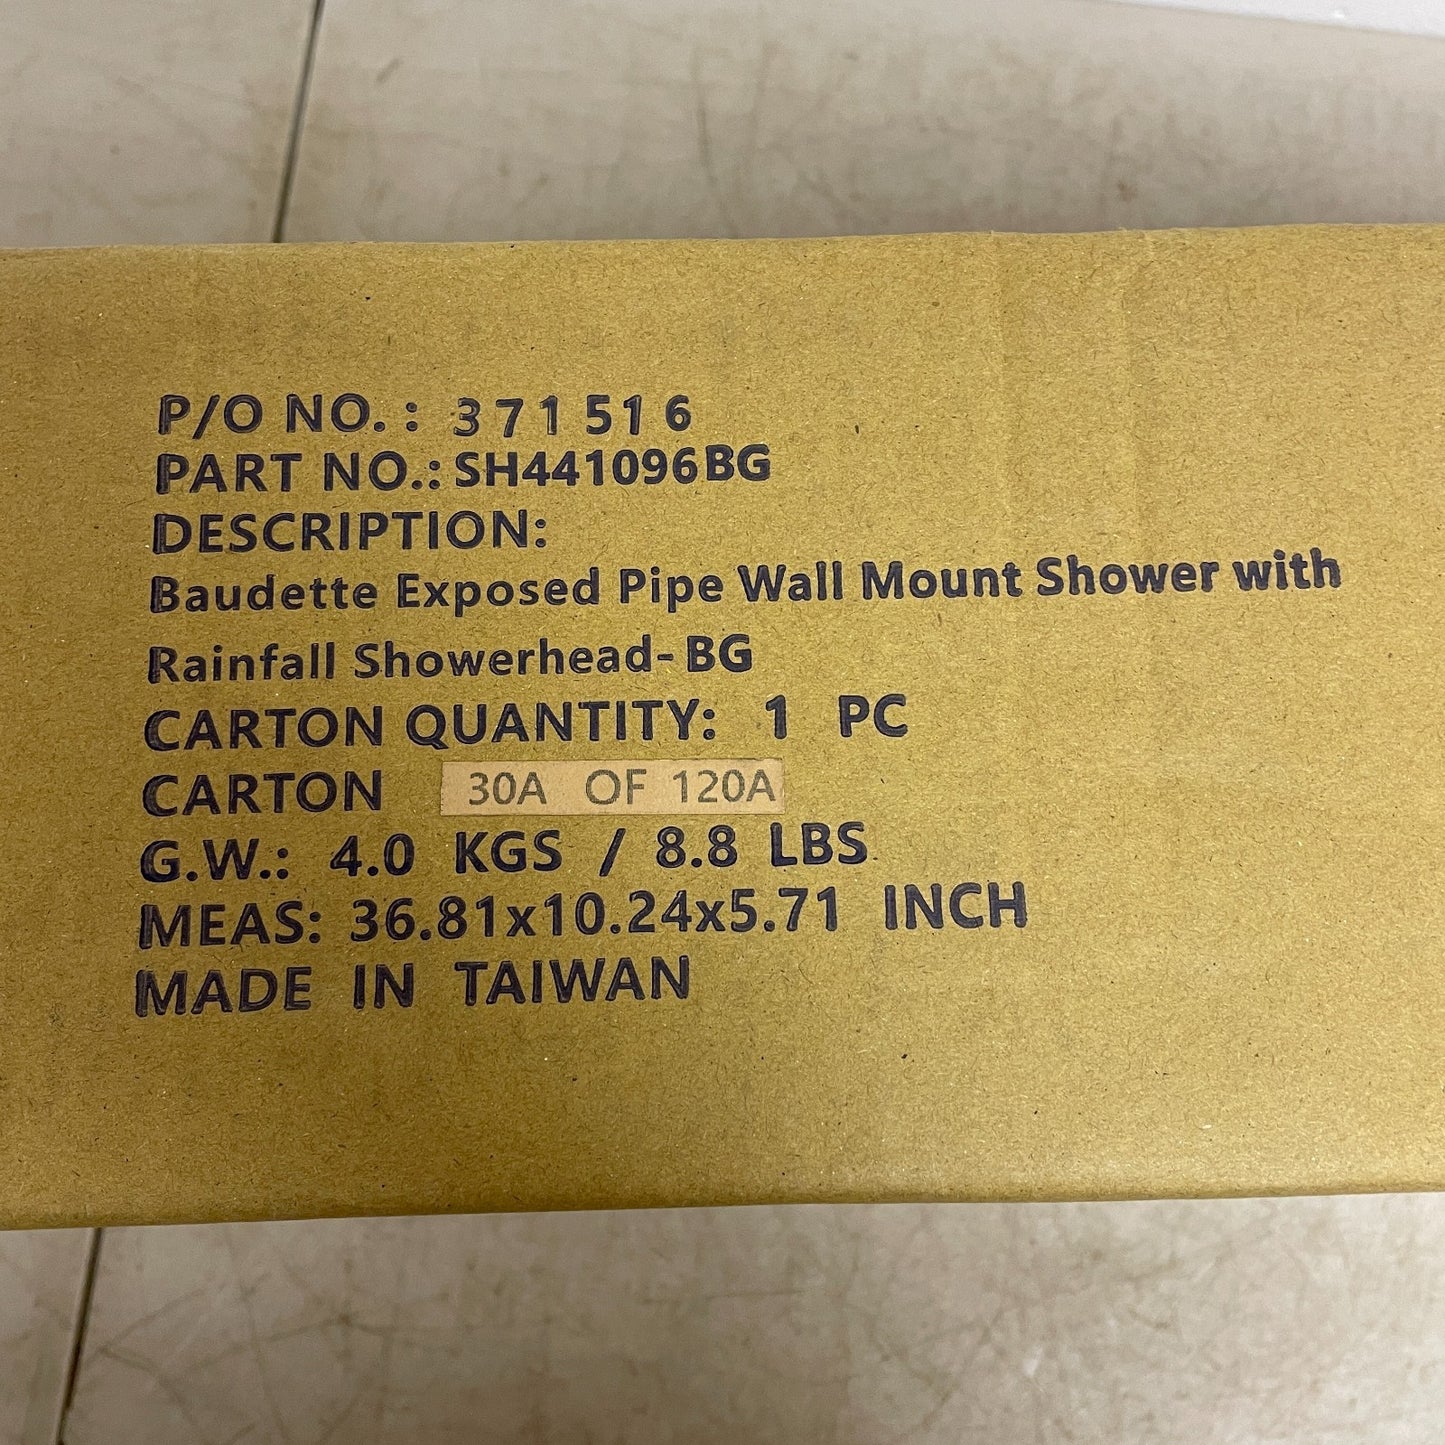 P/O NO.: 371516
PART NO.: SH441096BG
DESCRIPTION:
Baudette Exposed Pipe Wall Mount Shower with
Rainfall Showerhead-BG
CARTON QUANTITY: 1 PC
CARTON 30A OF 120A
G.W.: 4.0 KGS / 8.8 LBS
MEAS: 36.81x10.24x5.71 INCH
MADE IN TAIWAN